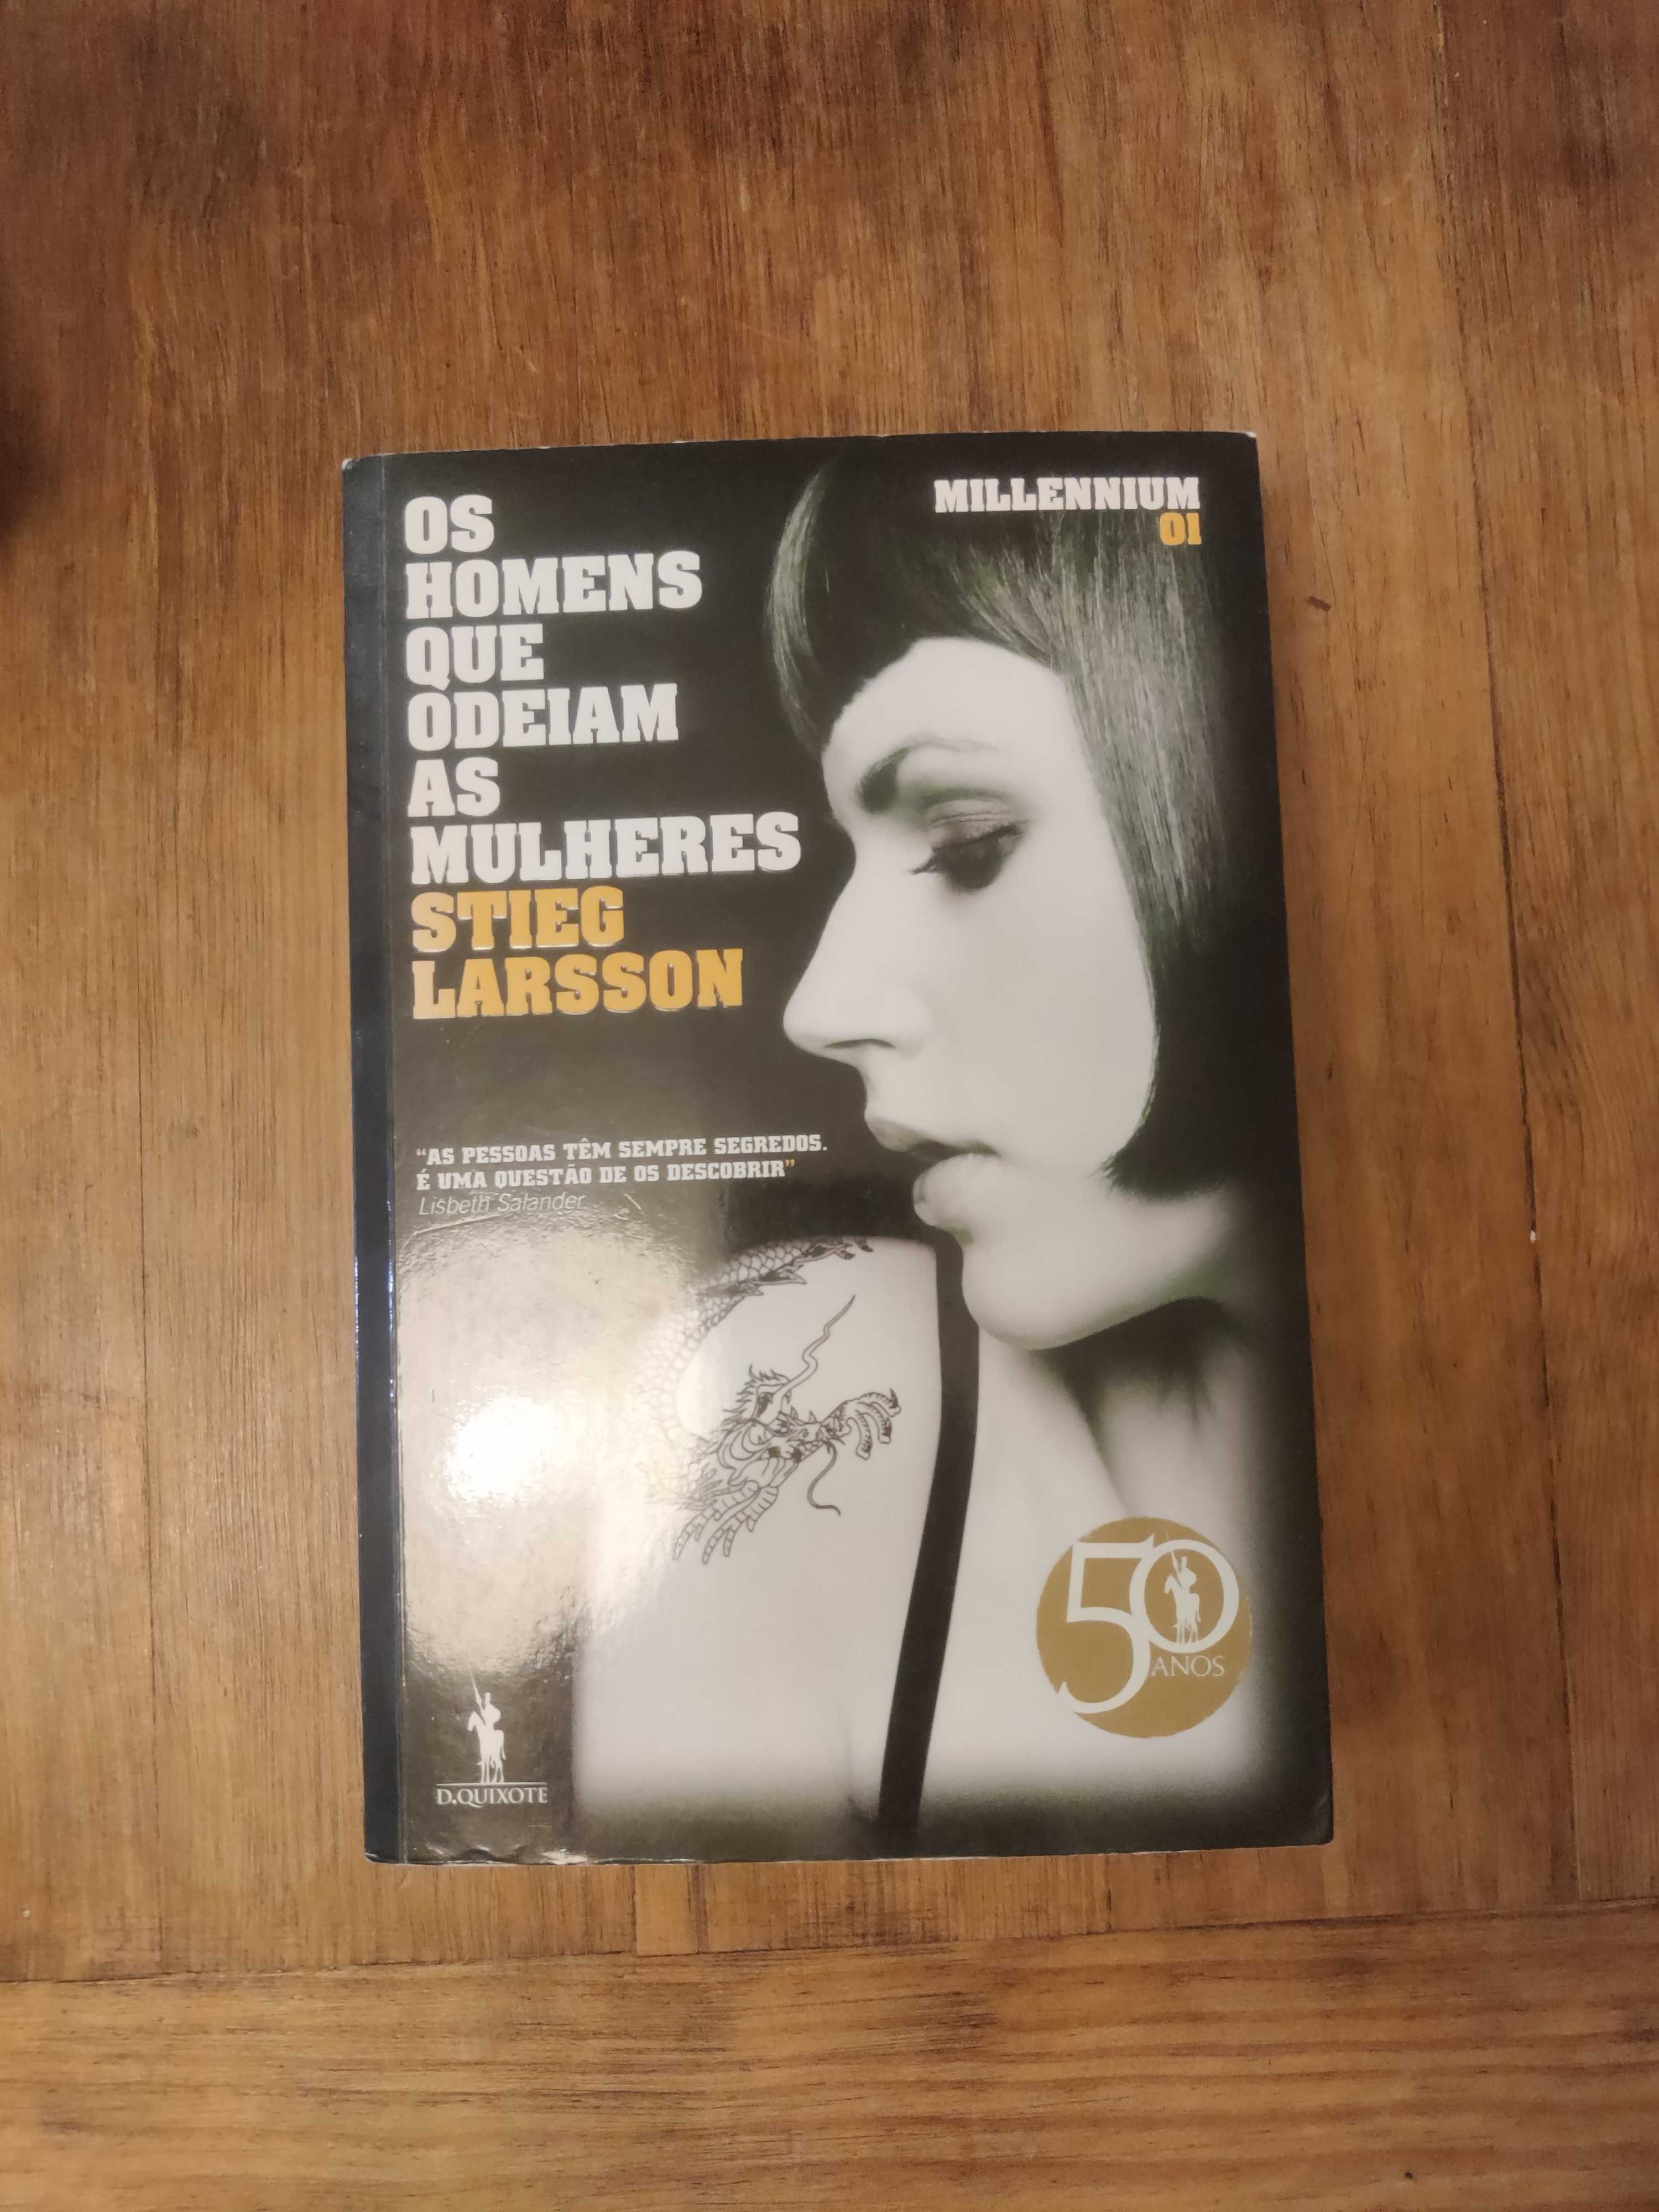 OS
HOMENS
QUE
ODEIAM
AS
MULHERES
STIEG
LARSSON
MILLENNIUM
01
“AS PESSOAS TÊM SEMPRE SEGREDOS.
É UMA QUESTÃO DE OS DESCOBRIR”
Lisbeth Salander
50
ANOS
D.QUIXOTE